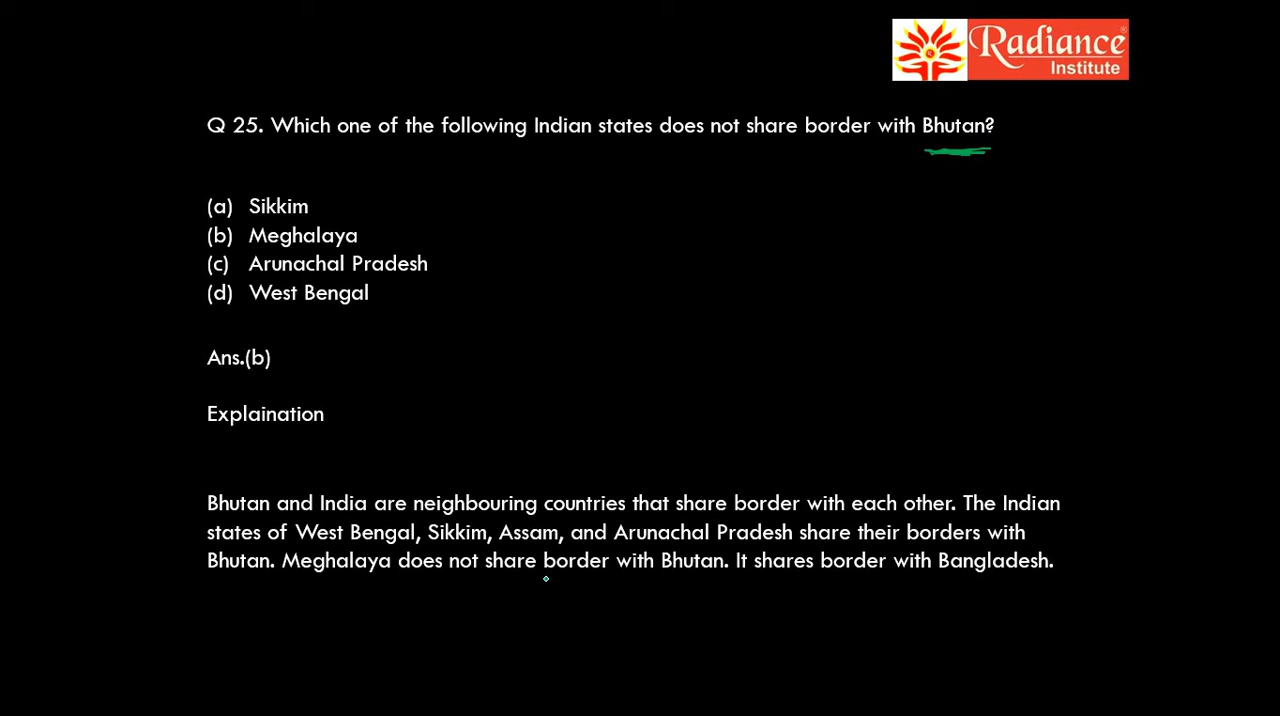 Radiance
Institute
Q 25. Which one of the following Indian states does not share border with Bhutan?
(a) Sikkim
(b) Meghalaya
(c) Arunachal Pradesh
(d) West Bengal
Ans.(b)
Explaination
Bhutan and India are neighbouring countries that share border with each other. The Indian
states of West Bengal, Sikkim, Assam, and Arunachal Pradesh share their borders with
Bhutan. Meghalaya does not share border with Bhutan. It shares border with Bangladesh.